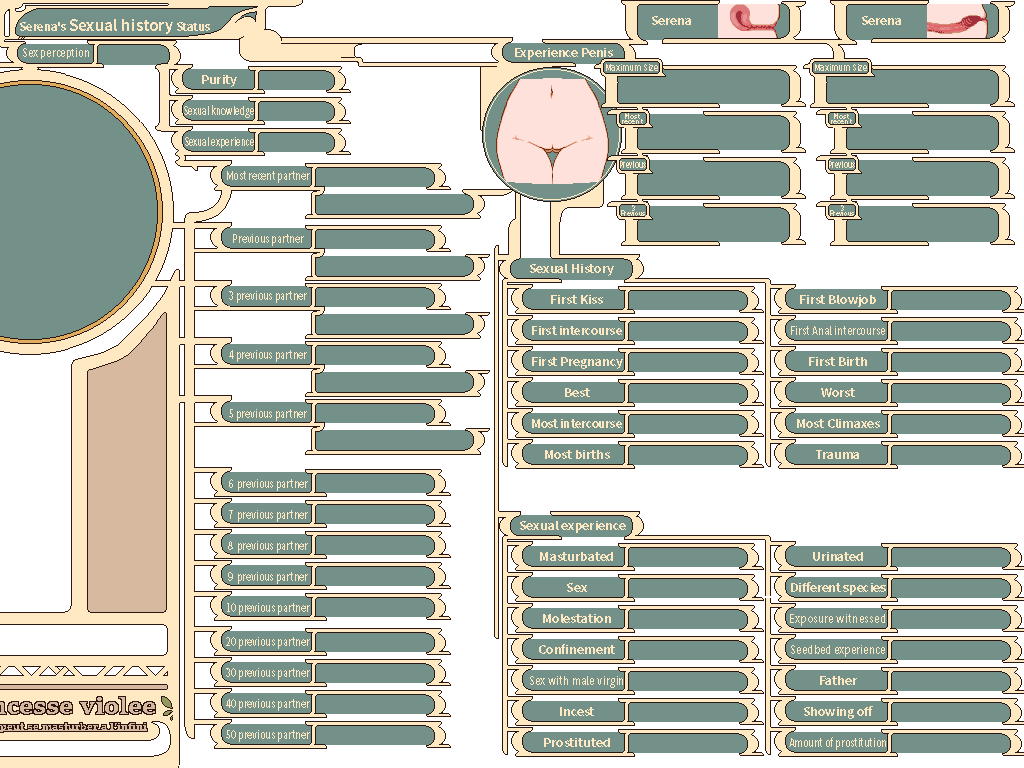 Serena's Sexual history Status
Sex perception
Purity
Sexual knowledge
Sexual experience
Most recent partner
Previous partner
3 previous partner
4 previous partner
5 previous partner
6 previous partner
7 previous partner
8 previous partner
9 previous partner
10 previous partner
20 previous partner
30 previous partner
40 previous partner
50 previous partner
Experience Penis
Serena
Maximum Size
Most
recent
Previous
3
Previous
Serena
Maximum Size
Most
recent
Previous
3
Previous
Sexual History
First Kiss
First Blowjob
First intercourse
First Anal intercourse
First Pregnancy
First Birth
Best
Worst
Most intercourse
Most Climaxes
Most births
Trauma
Sexual experience
Masturbated
Urinated
Sex
Different species
Molestation
Exposure witnessed
Confinement
Seedbed experience
Sex with male virgin
Father
Incest
Showing off
Prostituted
Amount of prostitution
ncesse violee
peut se masturber a l'infini